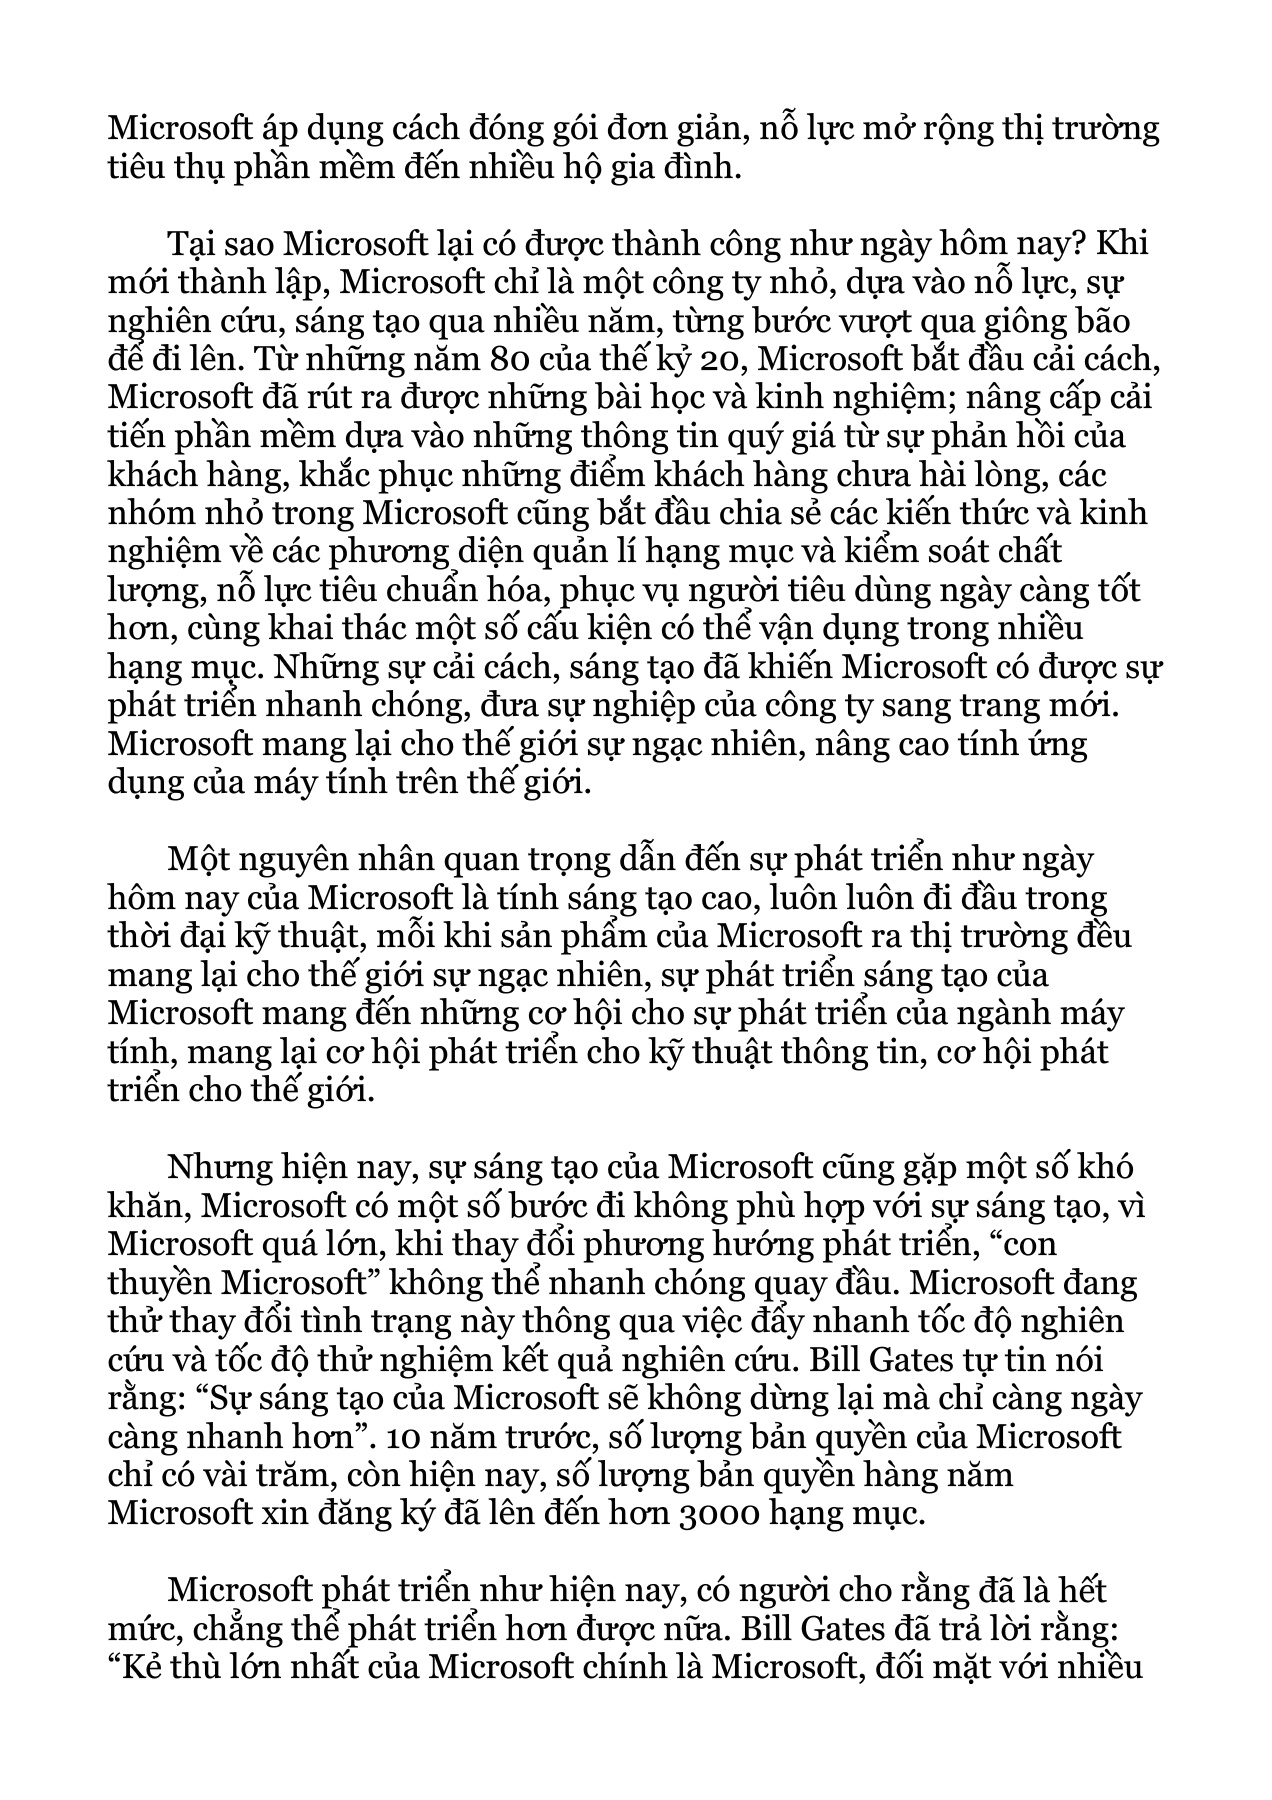 Microsoft áp dụng cách đóng gói đơn giản, nỗ lực mở rộng thị trường
tiêu thụ phần mềm đến nhiều hộ gia đình.
Tại sao Microsoft lại có được thành công như ngày hôm nay? Khi
mới thành lập, Microsoft chỉ là một công ty nhỏ, dựa vào nỗ lực, sự
nghiên cứu, sáng tạo qua nhiều năm, từng bước vượt qua giông bão
để đi lên. Từ những năm 80 của thế kỷ 20, Microsoft bắt đầu cải cách,
Microsoft đã rút ra được những bài học và kinh nghiệm; nâng cấp cải
tiến phần mềm dựa vào những thông tin quý giá từ sự phản hồi của
khách hàng, khắc phục những điểm khách hàng chưa hài lòng, các
nhóm nhỏ trong Microsoft cũng bắt đầu chia sẻ các kiến thức và kinh
nghiệm về các phương diện quản lí hạng mục và kiểm soát chất
lượng, nỗ lực tiêu chuẩn hóa, phục vụ người tiêu dùng ngày càng tốt
hơn, cùng khai thác một số cấu kiện có thể vận dụng trong nhiều
hạng mục. Những sự cải cách, sáng tạo đã khiến Microsoft có được sự
phát triển nhanh chóng, đưa sự nghiệp của công ty sang trang mới.
Microsoft mang lại cho thế giới sự ngạc nhiên, nâng cao tính ứng
dụng của máy tính trên thế giới.
Một nguyên nhân quan trọng dẫn đến sự phát triển như ngày
hôm nay của Microsoft là tính sáng tạo cao, luôn luôn đi đầu trong
thời đại kỹ thuật, mỗi khi sản phẩm của Microsoft ra thị trường đều
mang lại cho thế giới sự ngạc nhiên, sự phát triển sáng tạo của
Microsoft mang đến những cơ hội cho sự phát triển của ngành máy
tính, mang lại cơ hội phát triển cho kỹ thuật thông tin, cơ hội phát
triển cho thế giới.
Nhưng hiện nay, sự sáng tạo của Microsoft cũng gặp một số khó
khăn, Microsoft có một số bước đi không phù hợp với sự sáng tạo, vì
Microsoft quá lớn, khi thay đổi phương hướng phát triển, “con
thuyền Microsoft” không thể nhanh chóng quay đầu. Microsoft đang
thử thay đổi tình trạng này thông qua việc đẩy nhanh tốc độ nghiên
cứu và tốc độ thử nghiệm kết quả nghiên cứu. Bill Gates tự tin nói
rằng: “Sự sáng tạo của Microsoft sẽ không dừng lại mà chỉ càng ngày
càng nhanh hơn”. 10 năm trước, số lượng bản quyền của Microsoft
chỉ có vài trăm, còn hiện nay, số lượng bản quyền hàng năm
Microsoft xin đăng ký đã lên đến hơn 3000 hạng mục.
Microsoft phát triển như hiện nay, có người cho rằng đã là hết
mức, chẳng thể phát triển hơn được nữa. Bill Gates đã trả lời rằng:
“Kẻ thù lớn nhất của Microsoft chính là Microsoft, đối mặt với nhiều